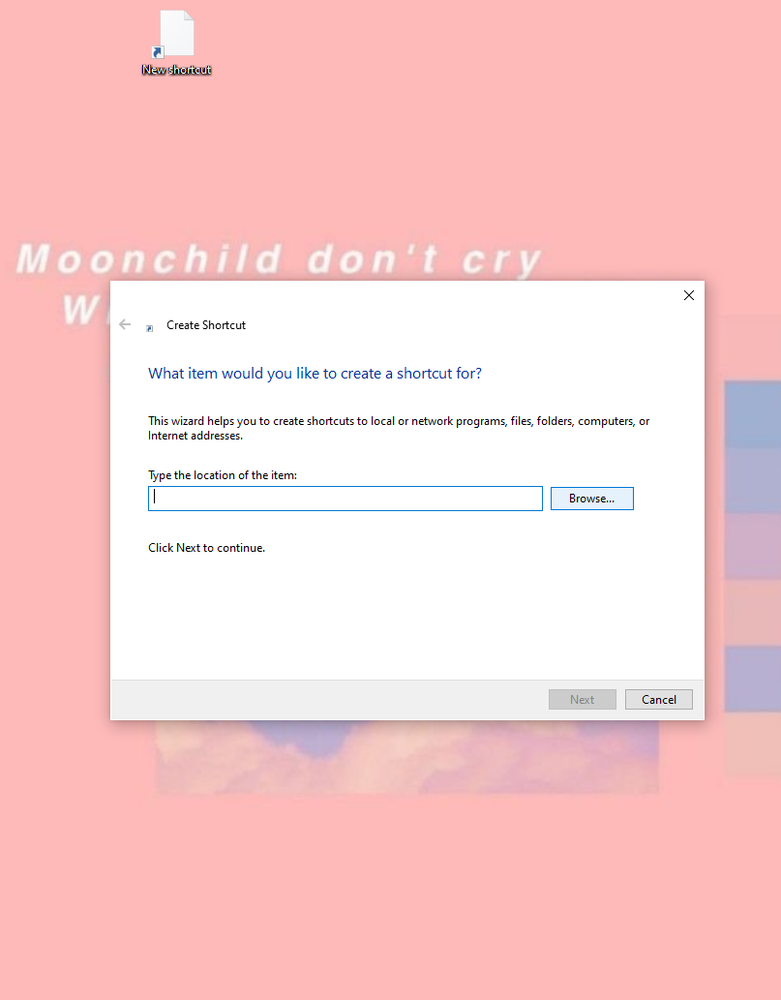 New shortcut
Moonchild don't cry
Create Shortcut
What item would you like to create a shortcut for?
This wizard helps you to create shortcuts to local or network programs, files, folders, computers, or
Internet addresses.
Type the location of the item:
Browse...
Click Next to continue.
Next
Cancel